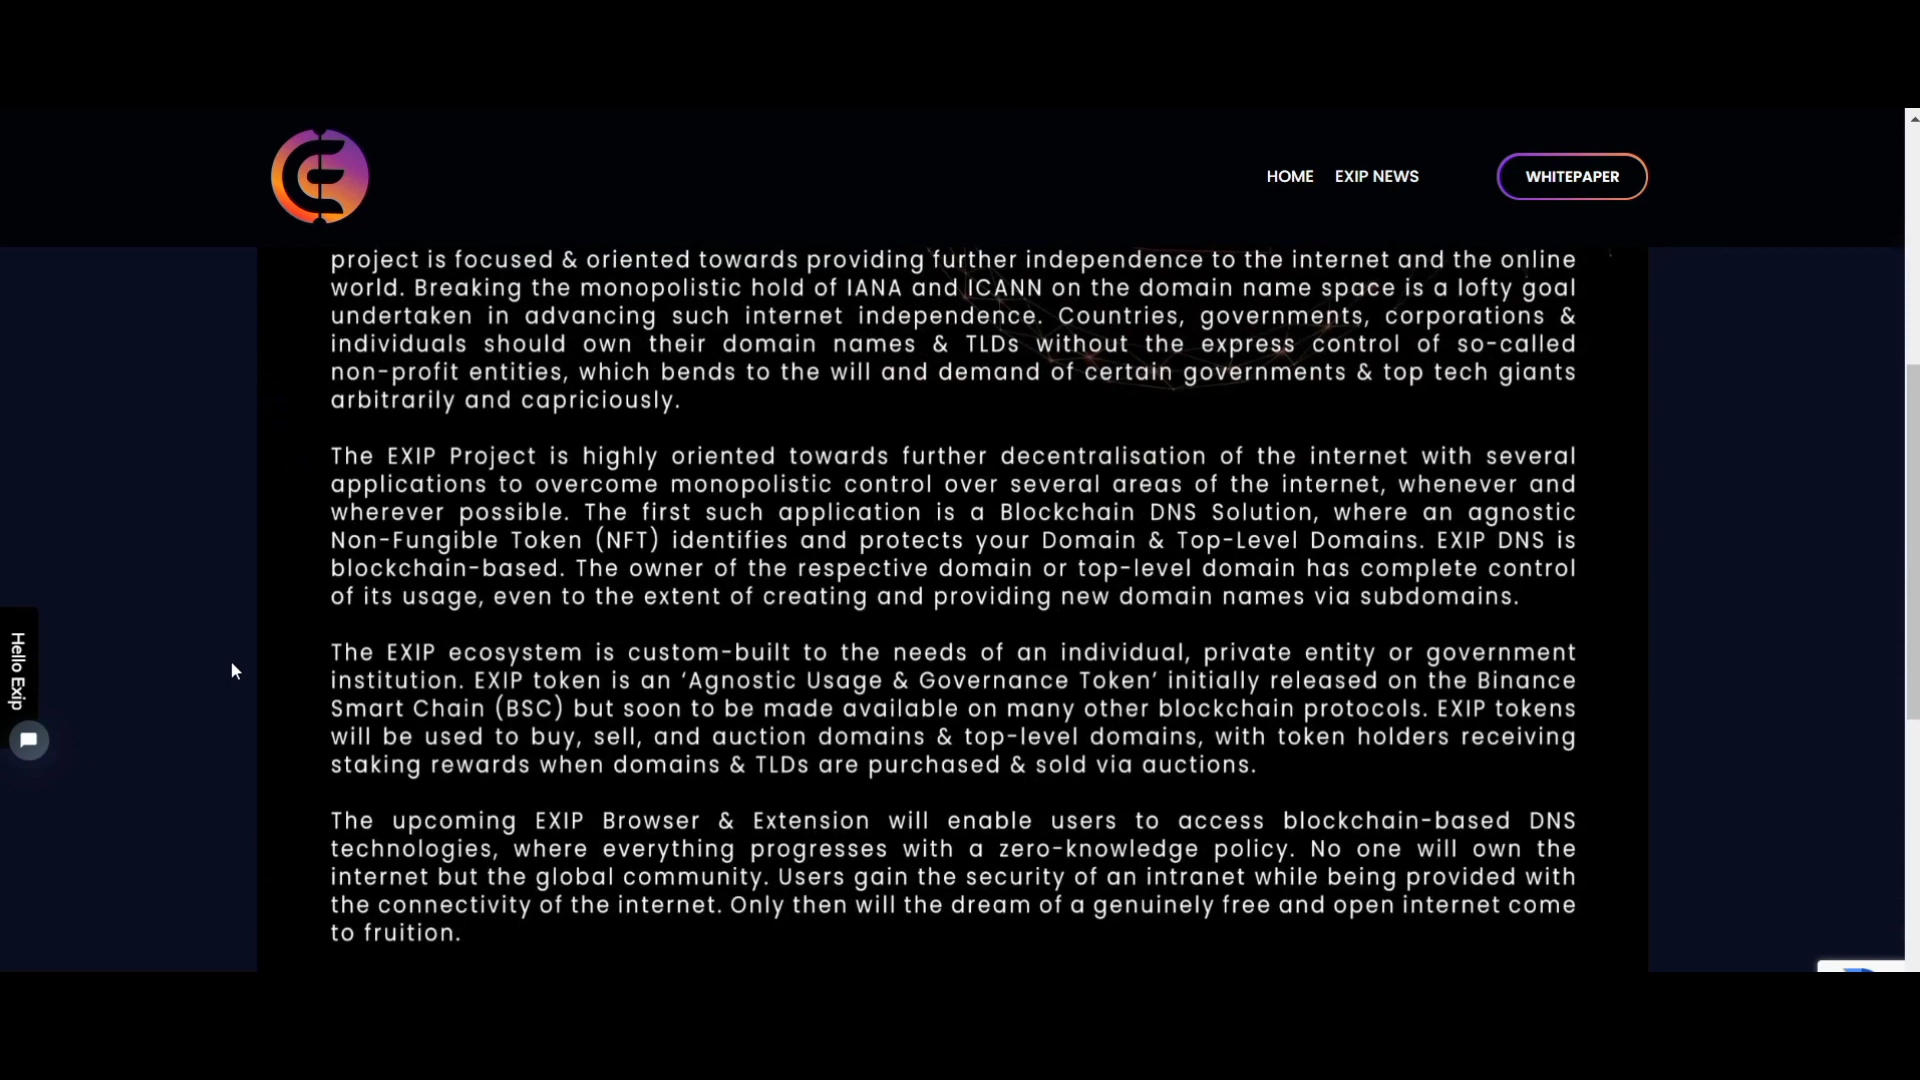 HOME EXIP NEWS WHITEPAPER
project is focused & oriented towards providing further independence to the internet and the online
world. Breaking the monopolistic hold of IANA and ICANN on the domain name space is a lofty goal
undertaken in advancing such internet independence. Countries, governments, corporations &
individuals should own their domain names & TLDs without the express control of so-called
non-profit entities, which bends to the will and demand of certain governments & top tech giants
arbitrarily and capriciously.
The EXIP Project is highly oriented towards further decentralisation of the internet with several
applications to overcome monopolistic control over several areas of the internet, whenever and
wherever possible. The first such application is a Blockchain DNS Solution, where an agnostic
Non-Fungible Token (NFT) identifies and protects your Domain & Top-Level Domains. EXIP DNS is
blockchain-based. The owner of the respective domain or top-level domain has complete control
of its usage, even to the extent of creating and providing new domain names via subdomains.
The EXIP ecosystem is custom-built to the needs of an individual, private entity or government
institution. EXIP token is an ‘Agnostic Usage & Governance Token’ initially released on the Binance
Smart Chain (BSC) but soon to be made available on many other blockchain protocols. EXIP tokens
will be used to buy, sell, and auction domains & top-level domains, with token holders receiving
staking rewards when domains & TLDs are purchased & sold via auctions.
The upcoming EXIP Browser & Extension will enable users to access blockchain-based DNS
technologies, where everything progresses with a zero-knowledge policy. No one will own the
internet but the global community. Users gain the security of an intranet while being provided with
the connectivity of the internet. Only then will the dream of a genuinely free and open internet come
to fruition.
Hello Exip